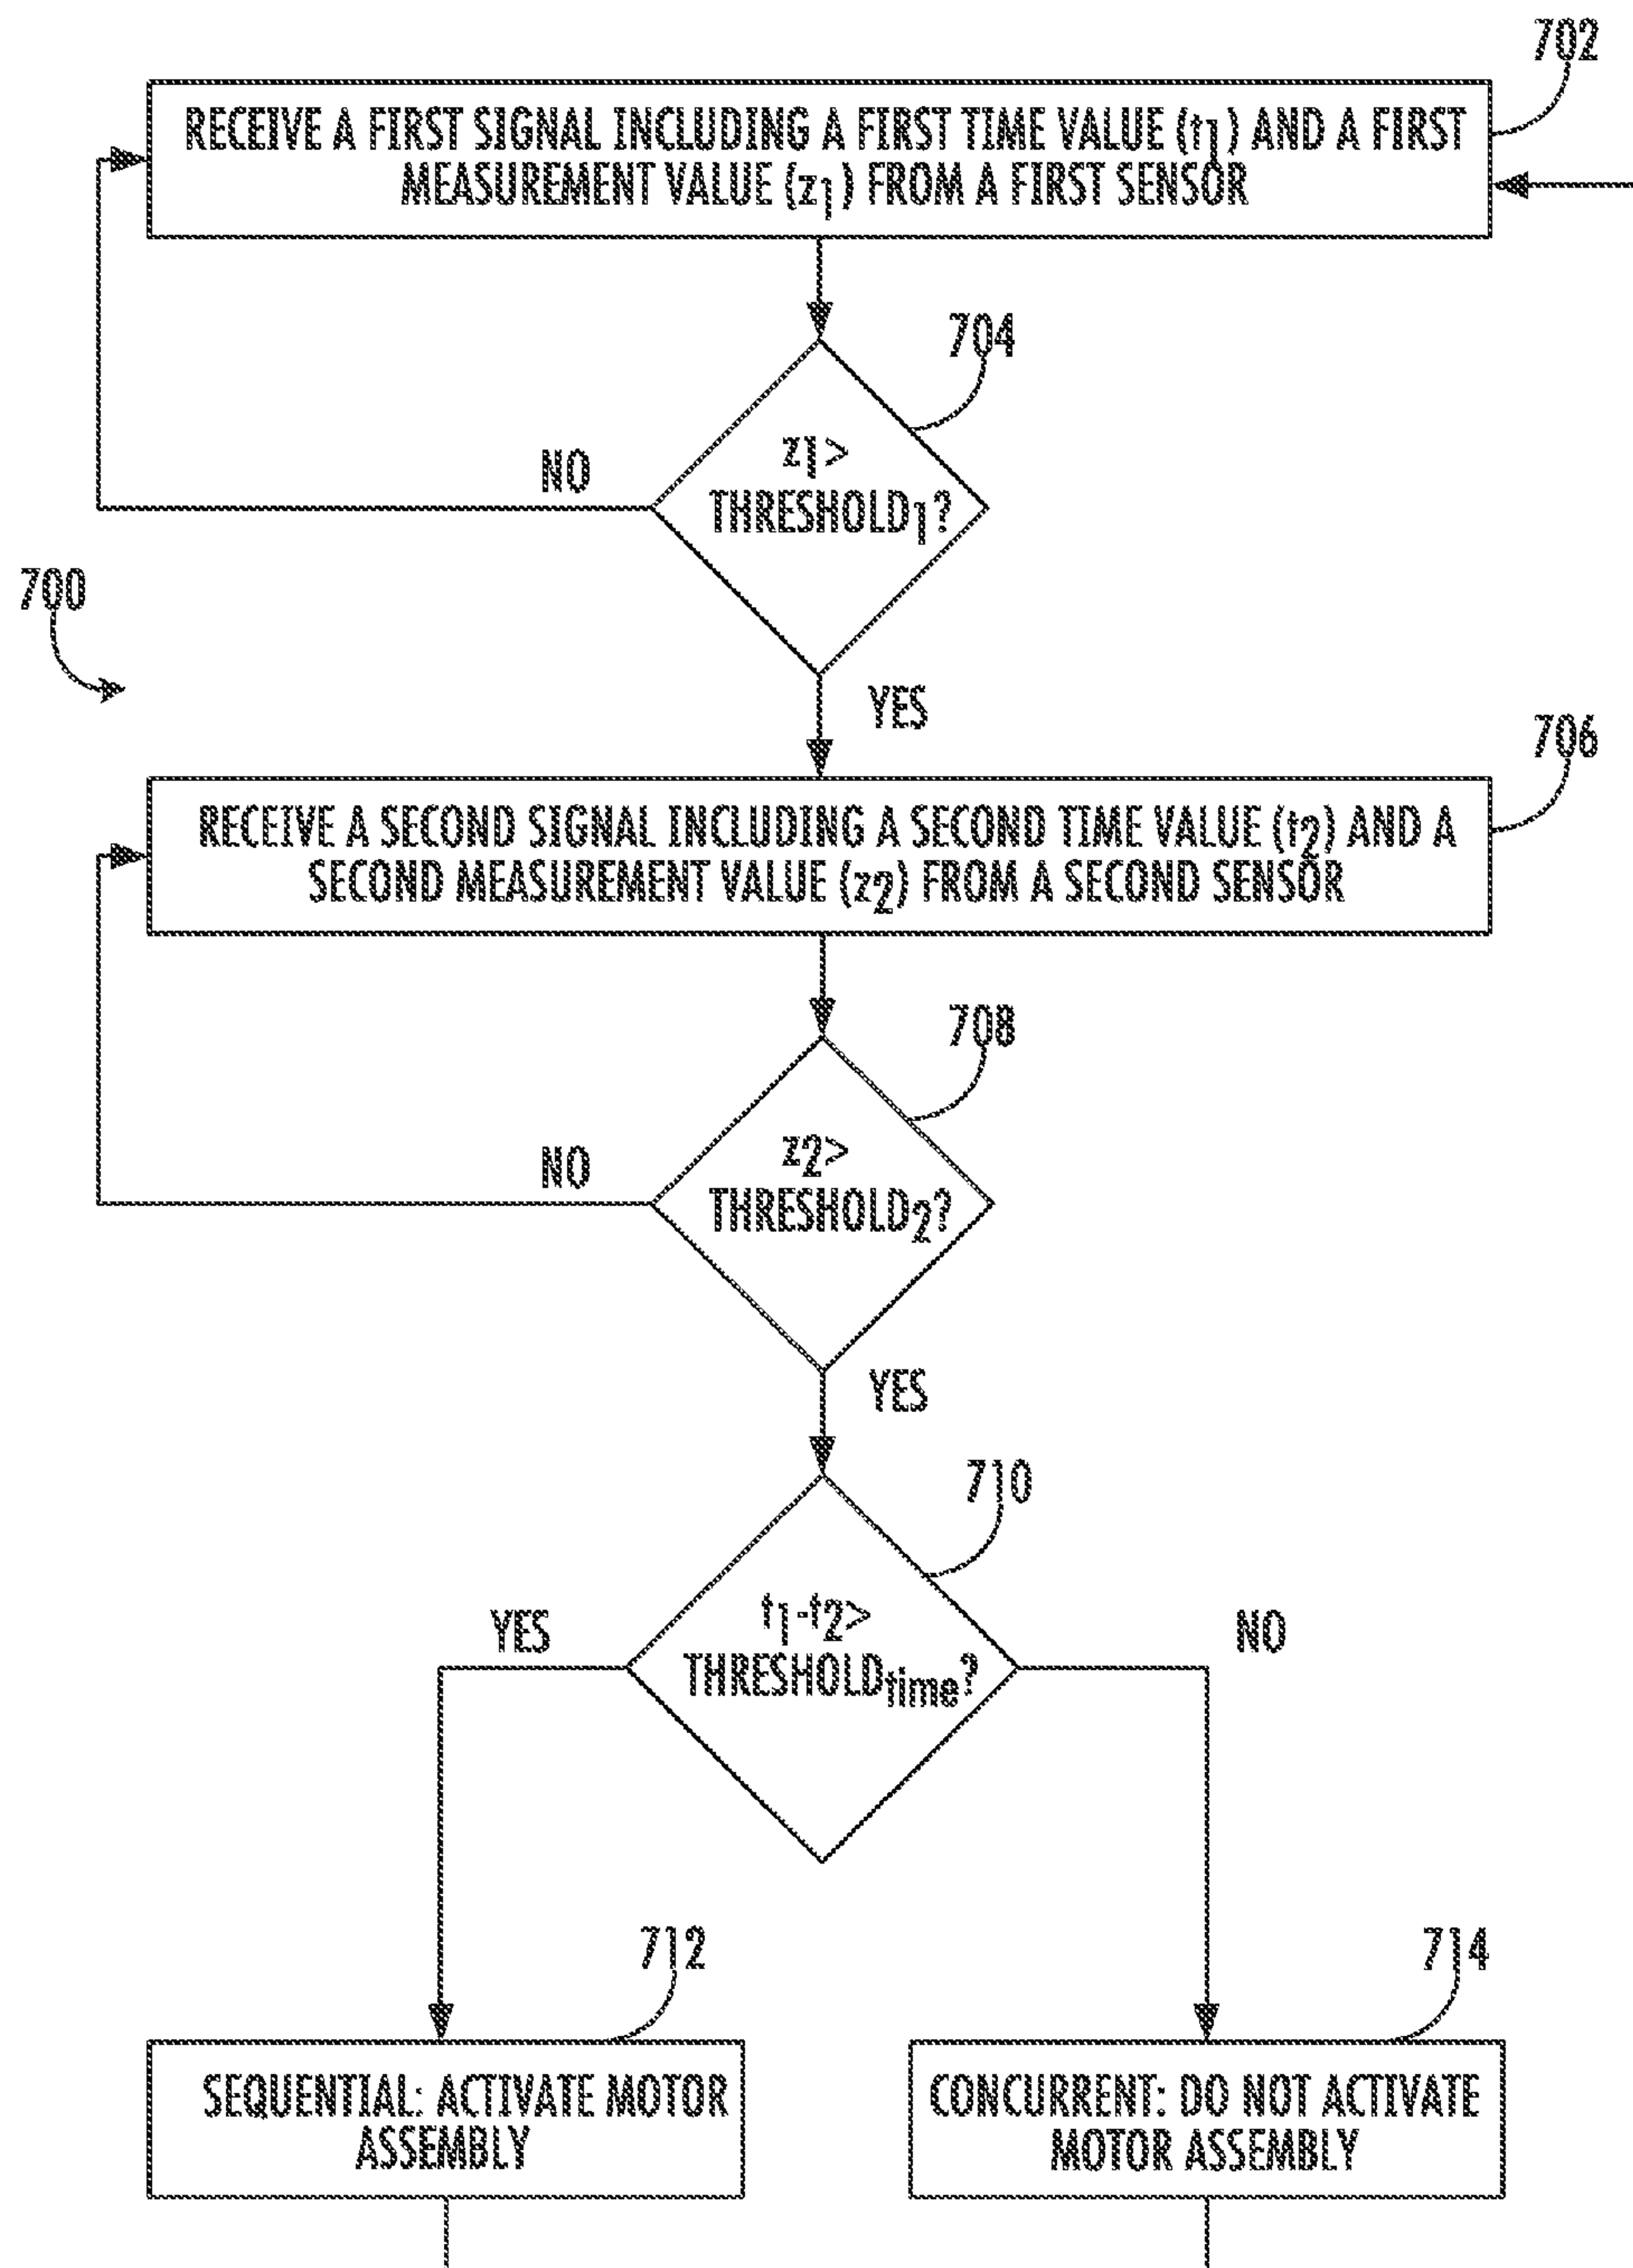 702
RECEIVE A FIRST SIGNAL INCLUDING A FIRST TIME VALUE (t1) AND A FIRST
MEASUREMENT VALUE (z1) FROM A FIRST SENSOR
704
z1>
THRESHOLD1?
NO
700
YES
706
RECEIVE A SECOND SIGNAL INCLUDING A SECOND TIME VALUE (t2) AND A
SECOND MEASUREMENT VALUE (z2) FROM A SECOND SENSOR
708
z2>
THRESHOLD2?
NO
YES
710
t1-t2>
THRESHOLDtime?
YES
NO
712
714
SEQUENTIAL: ACTIVATE MOTOR
ASSEMBLY
CONCURRENT: DO NOT ACTIVATE
MOTOR ASSEMBLY